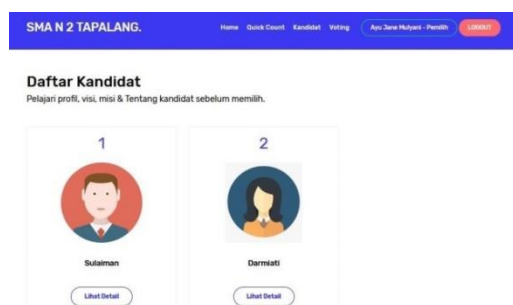 SMA N 2 TAPALANG.
Home Quick Count Kandidat Voting Ayu Jane Mulyani - Pemilih LOGOUT
Daftar Kandidat
Pelajari profil, visi, misi & Tentang kandidat sebelum memilih.
1 2
Sulaiman Darmiati
Lihat Detail Lihat Detail